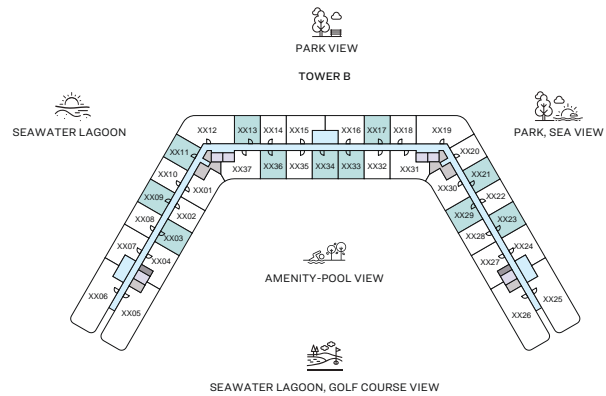 PARK VIEW
TOWER B
SEAWATER LAGOON
PARK, SEA VIEW
XX12
XX13
XX14
XX15
XX16
XX17
XX18
XX19
XX11
XX10
XX09
XX08
XX07
XX06
XX01
XX02
XX03
XX04
XX05
XX37
XX36
XX35
XX34
XX33
XX32
XX31
XX20
XX21
XX22
XX23
XX24
XX25
XX30
XX29
XX28
XX27
XX26
AMENITY-POOL VIEW
SEAWATER LAGOON, GOLF COURSE VIEW